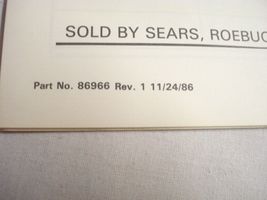 SOLD BY SEARS, ROEBUC
Part No. 86966 Rev. 1 11/24/86